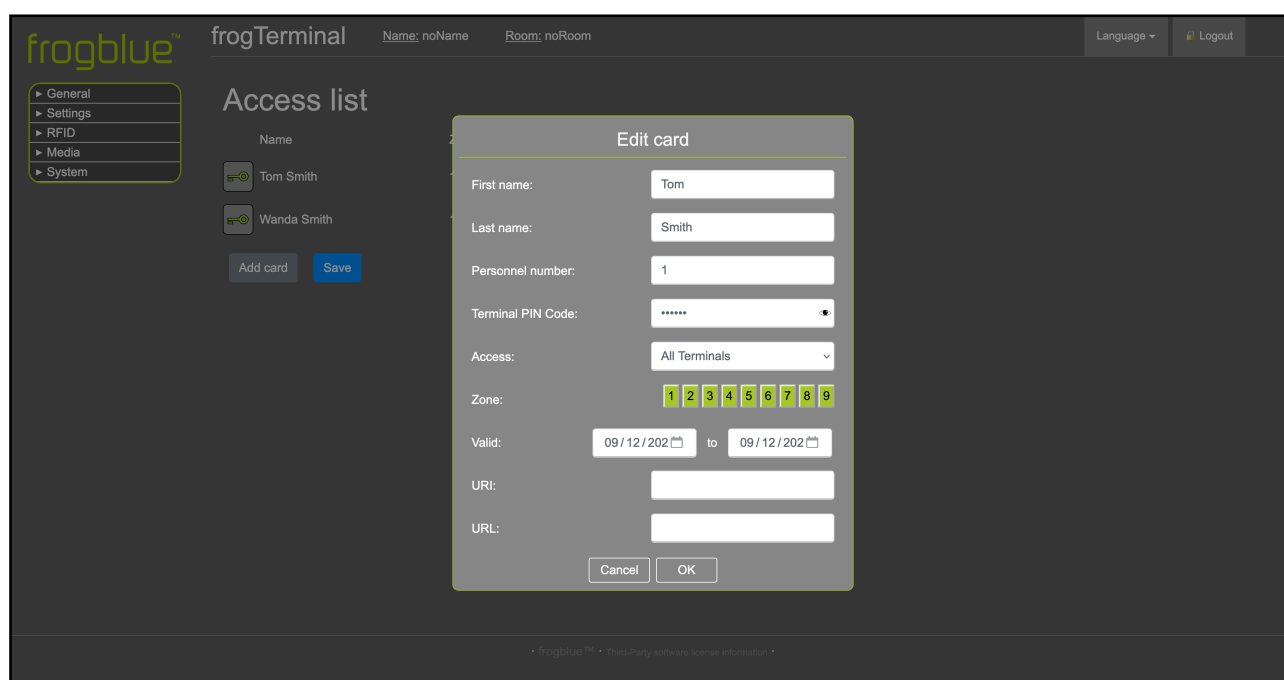 frogblue™
frogTerminal Name: noName Room: noRoom Language Logout
General
Settings
RFID
Media
System
Access list
Name
Tom Smith
Wanda Smith
Add card Save
Edit card
First name: Tom
Last name: Smith
Personnel number: 1
Terminal PIN Code: ••••••
Access: All Terminals
Zone: 1 2 3 4 5 6 7 8 9
Valid: 09/12/202 to 09/12/202
URI:
URL:
Cancel OK
• frogblue™ • Third-Party software license information •